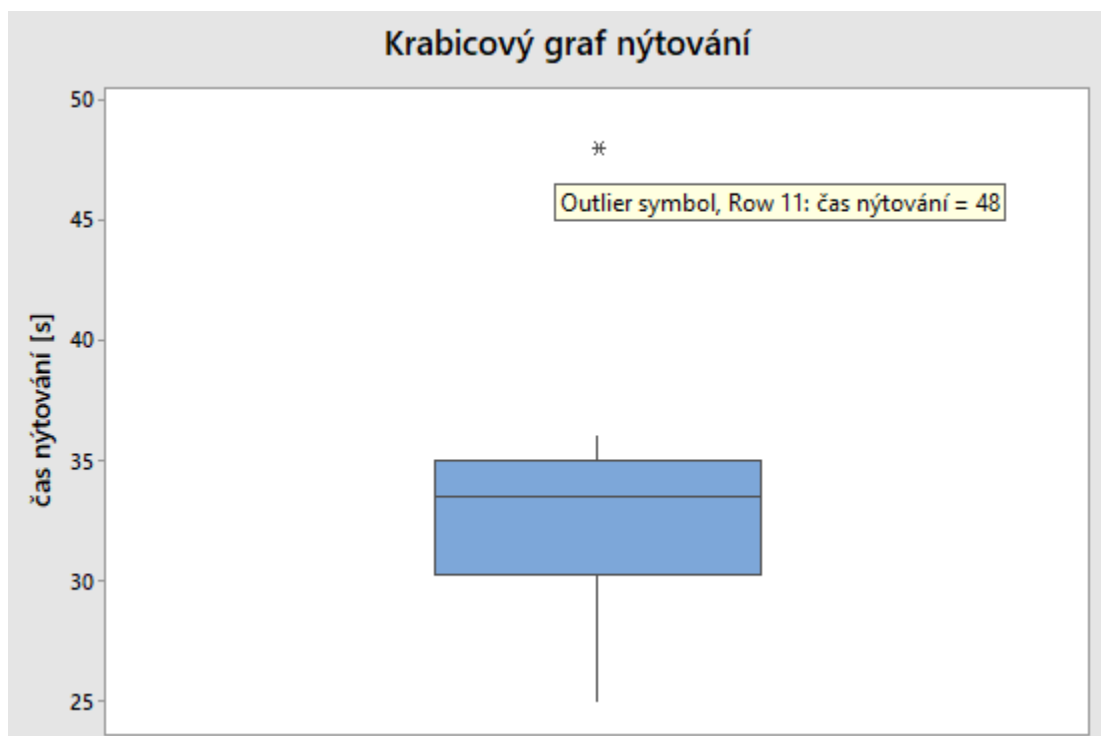 Krabicový graf nýtování
50
45
40
35
30
25
čas nýtování [s]
Outlier symbol, Row 11: čas nýtování = 48